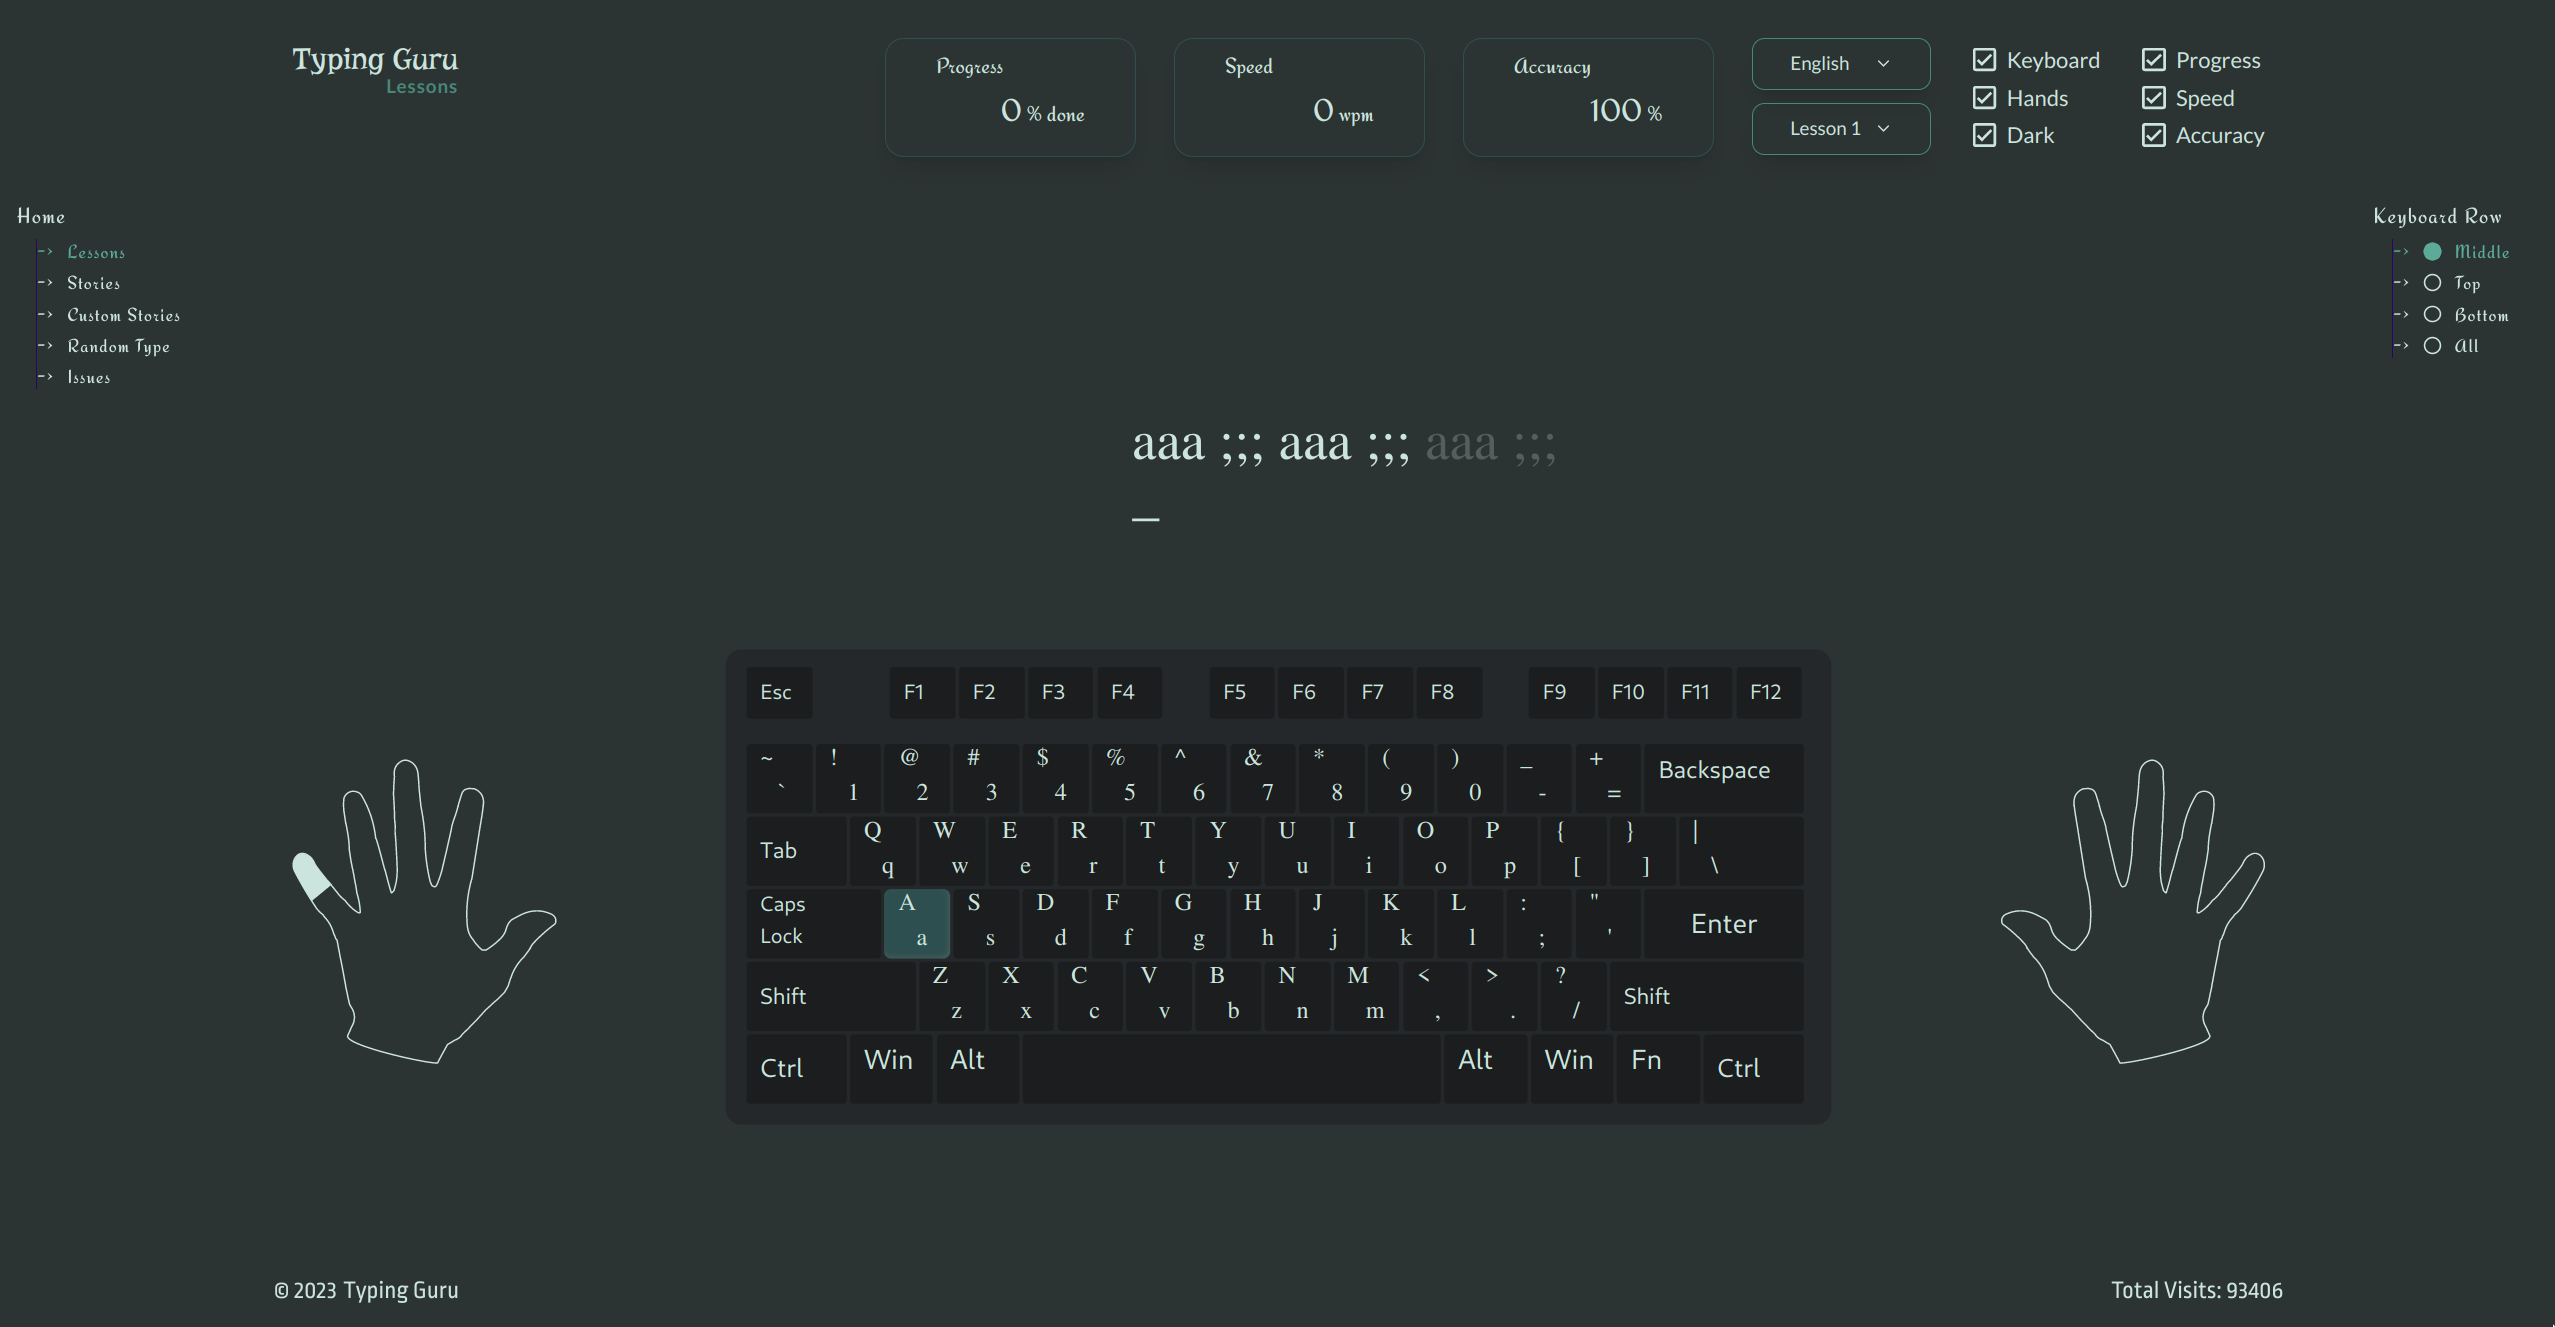 Typing Guru
Lessons
Progress
0 % done
Speed
0 wpm
Accuracy
100 %
English
Lesson 1
Keyboard
Hands
Dark
Progress
Speed
Accuracy
Home
-> Lessons
-> Stories
-> Custom Stories
-> Random Type
-> Issues
Keyboard Row
-> Middle
-> Top
-> Bottom
-> All
aaa ;;; aaa ;;; aaa ;;;
Esc F1 F2 F3 F4 F5 F6 F7 F8 F9 F10 F11 F12
~ ! @ # $ % ^ & * ( ) _ + Backspace
` 1 2 3 4 5 6 7 8 9 0 - =
Tab Q W E R T Y U I O P { } |
q w e r t y u i o p [ ] \
Caps Lock A S D F G H J K L : " Enter
a s d f g h j k l ; '
Shift Z X C V B N M < > ? Shift
z x c v b n m , . /
Ctrl Win Alt Alt Win Fn Ctrl
© 2023 Typing Guru
Total Visits: 93406